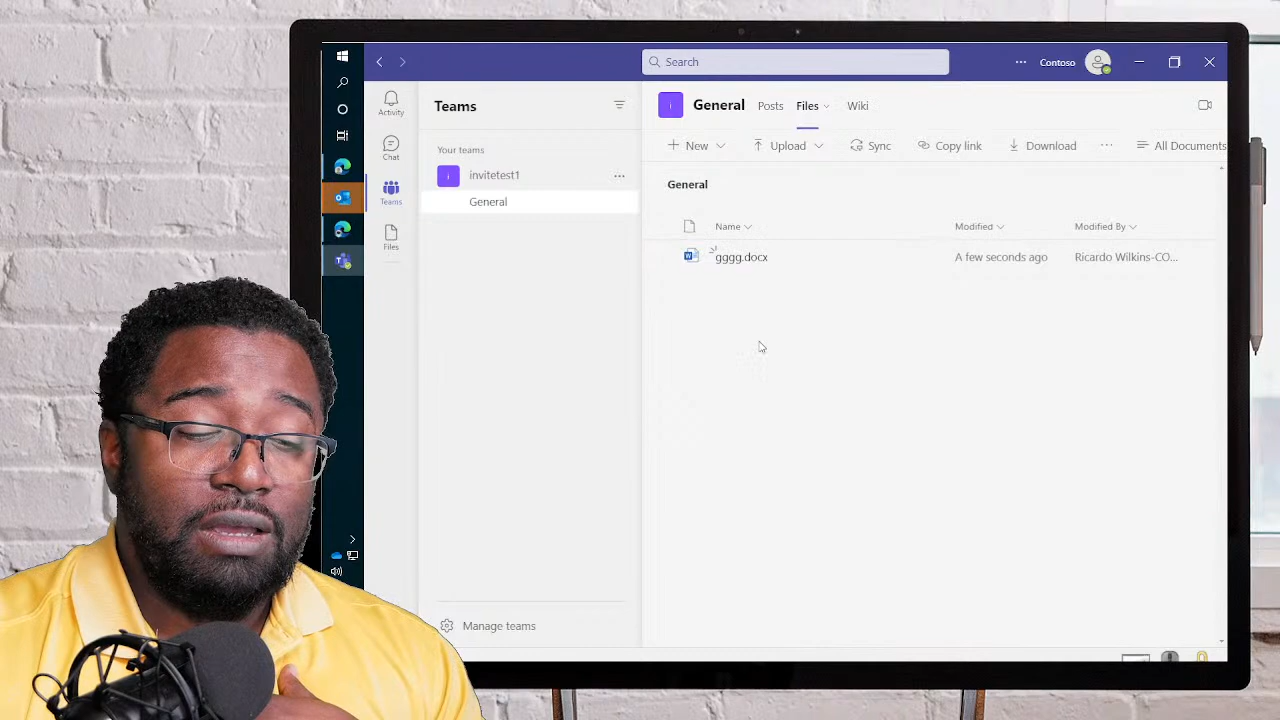 Search
Contoso
Activity
Chat
Teams
Files
Teams
Your teams
i
invitetest1
General
Manage teams
i
General
Posts
Files
Wiki
New
Upload
Sync
Copy link
Download
All Documents
General
Name
Modified
Modified By
gggg.docx
A few seconds ago
Ricardo Wilkins-CO...